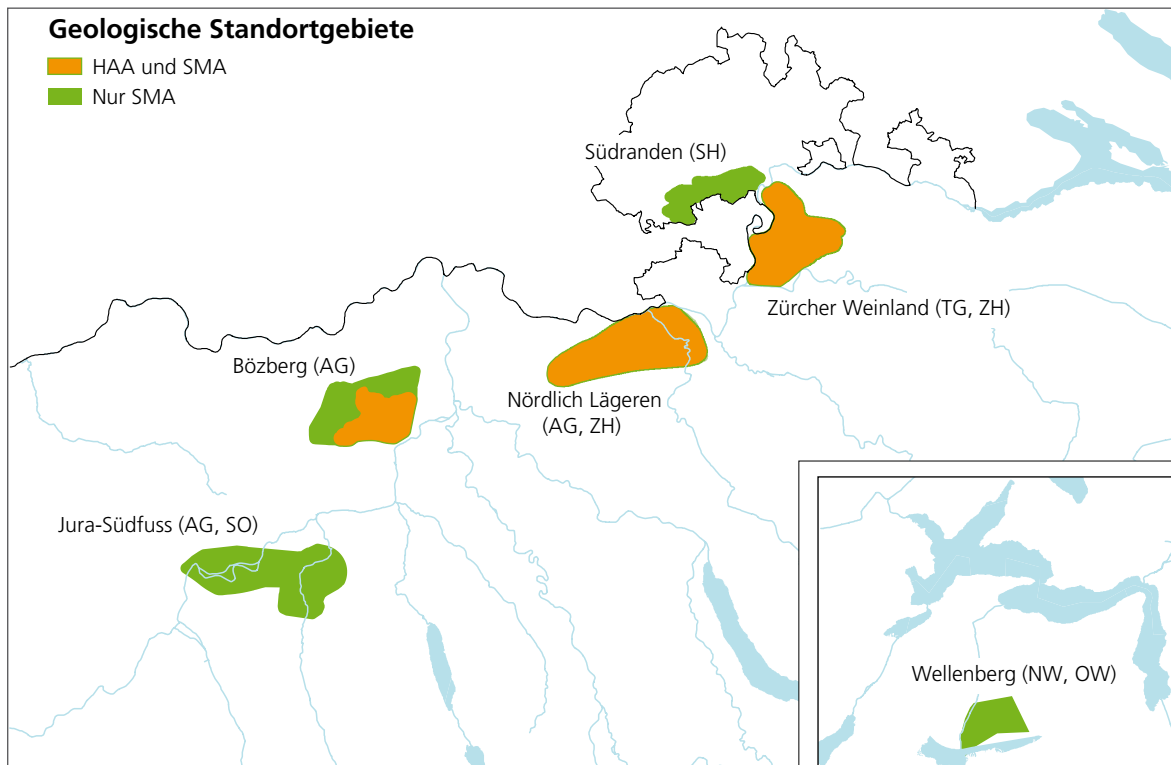 Geologische Standortgebiete
HAA und SMA
Nur SMA
Südranden (SH)
Zürcher Weinland (TG, ZH)
Bözberg (AG)
Nördlich Lägeren
(AG, ZH)
Jura-Südfuss (AG, SO)
Wellenberg (NW, OW)